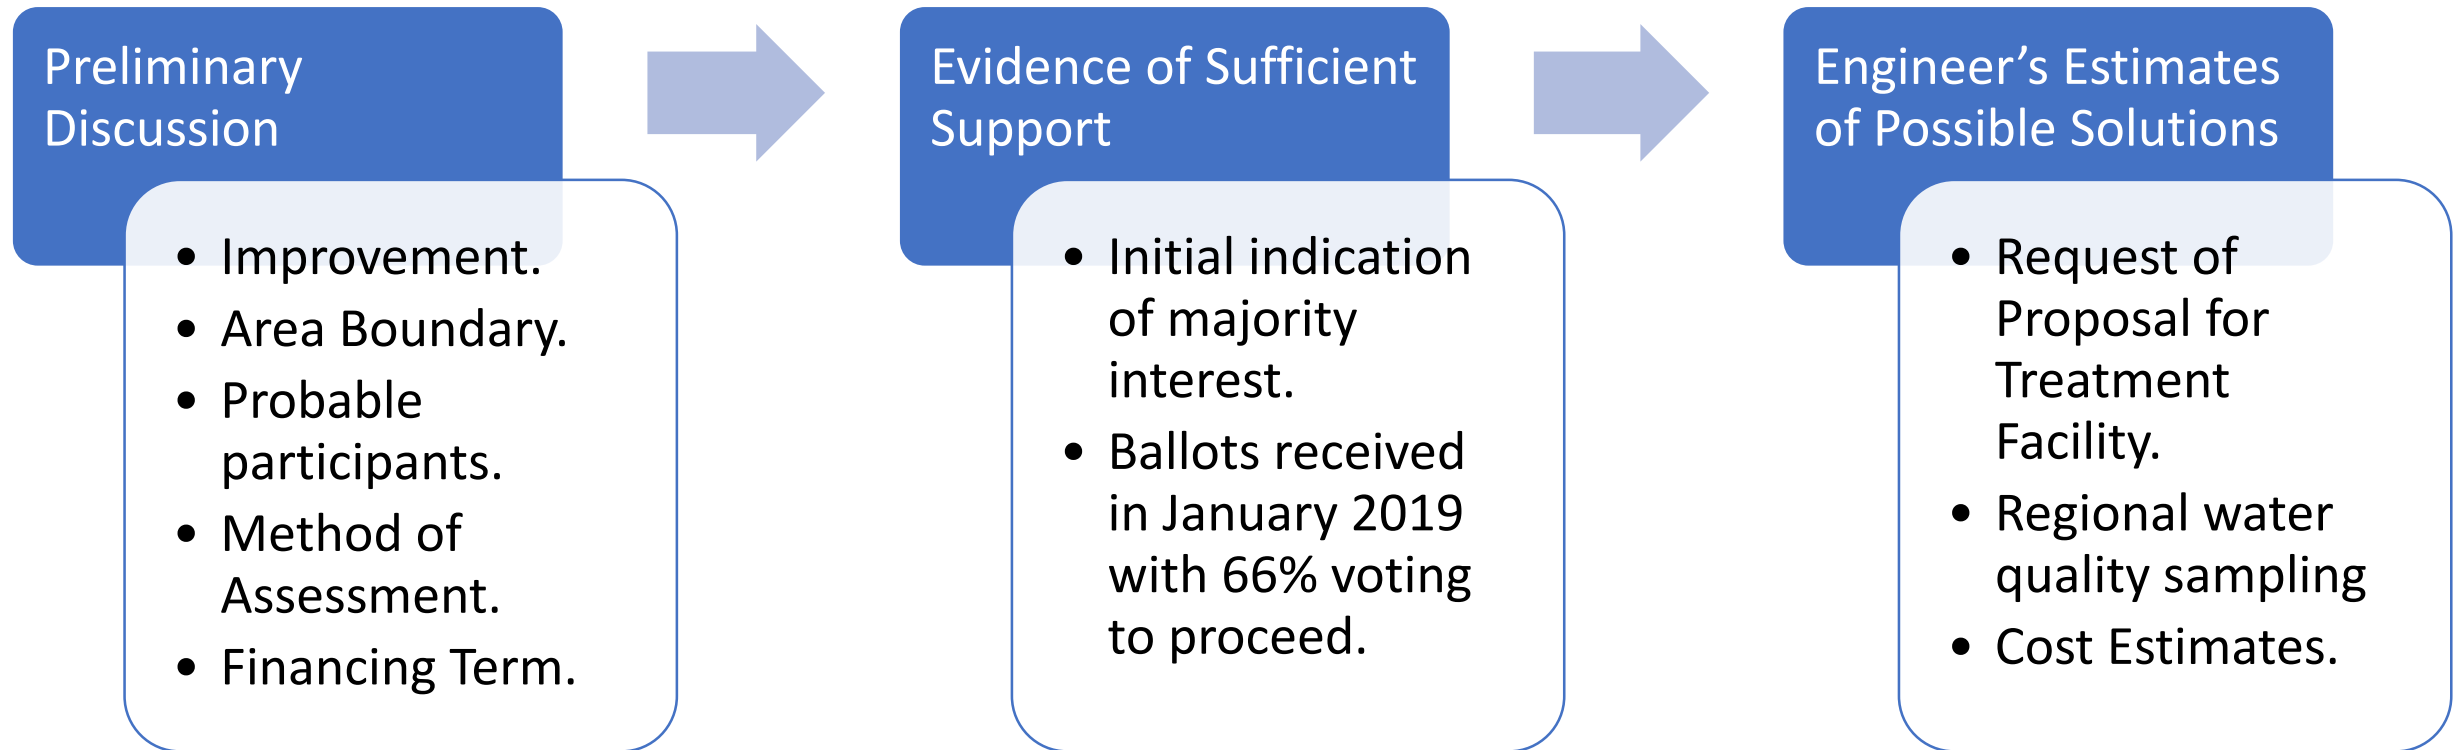 Preliminary
Discussion
• Improvement.
• Area Boundary.
• Probable
participants.
• Method of
Assessment.
• Financing Term.
Evidence of Sufficient
Support
• Initial indication
of majority
interest.
• Ballots received
in January 2019
with 66% voting
to proceed.
Engineer’s Estimates
of Possible Solutions
• Request of
Proposal for
Treatment
Facility.
• Regional water
quality sampling
• Cost Estimates.